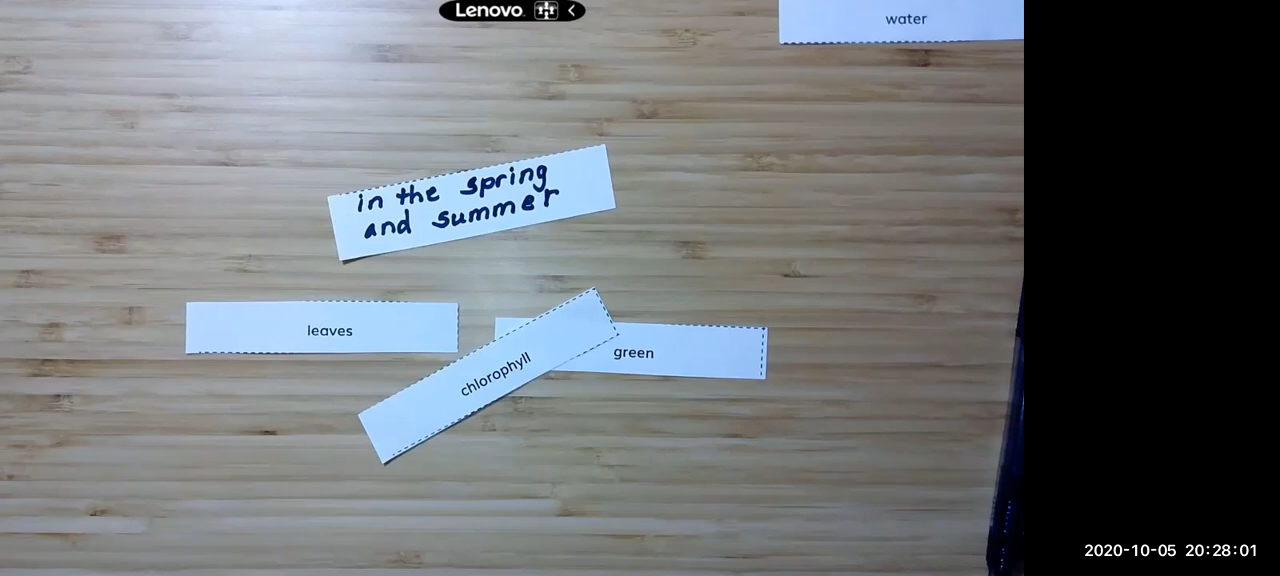 Lenovo
water
in the spring
and summer
leaves
chlorophyll
green
2020-10-05 20:28:01